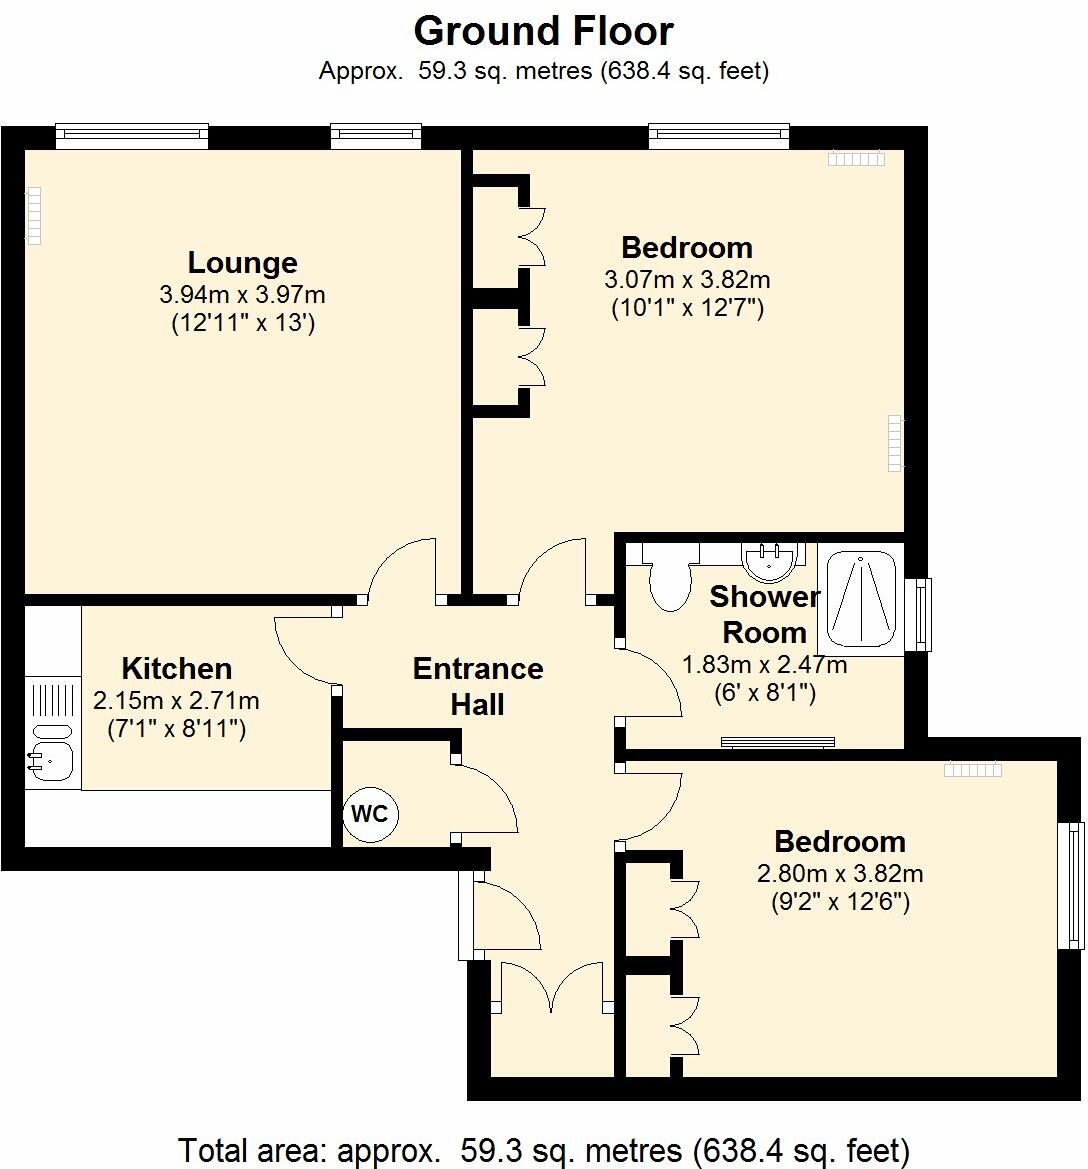 Ground Floor
Approx.  59.3 sq. metres (638.4 sq. feet)
Lounge
3.94m x 3.97m
(12'11" x 13')
Bedroom
3.07m x 3.82m
(10'1" x 12'7")
Kitchen
2.15m x 2.71m
(7'1" x 8'11")
Entrance
Hall
Shower
Room
1.83m x 2.47m
(6' x 8'1")
WC
Bedroom
2.80m x 3.82m
(9'2" x 12'6")
Total area: approx.  59.3 sq. metres (638.4 sq. feet)